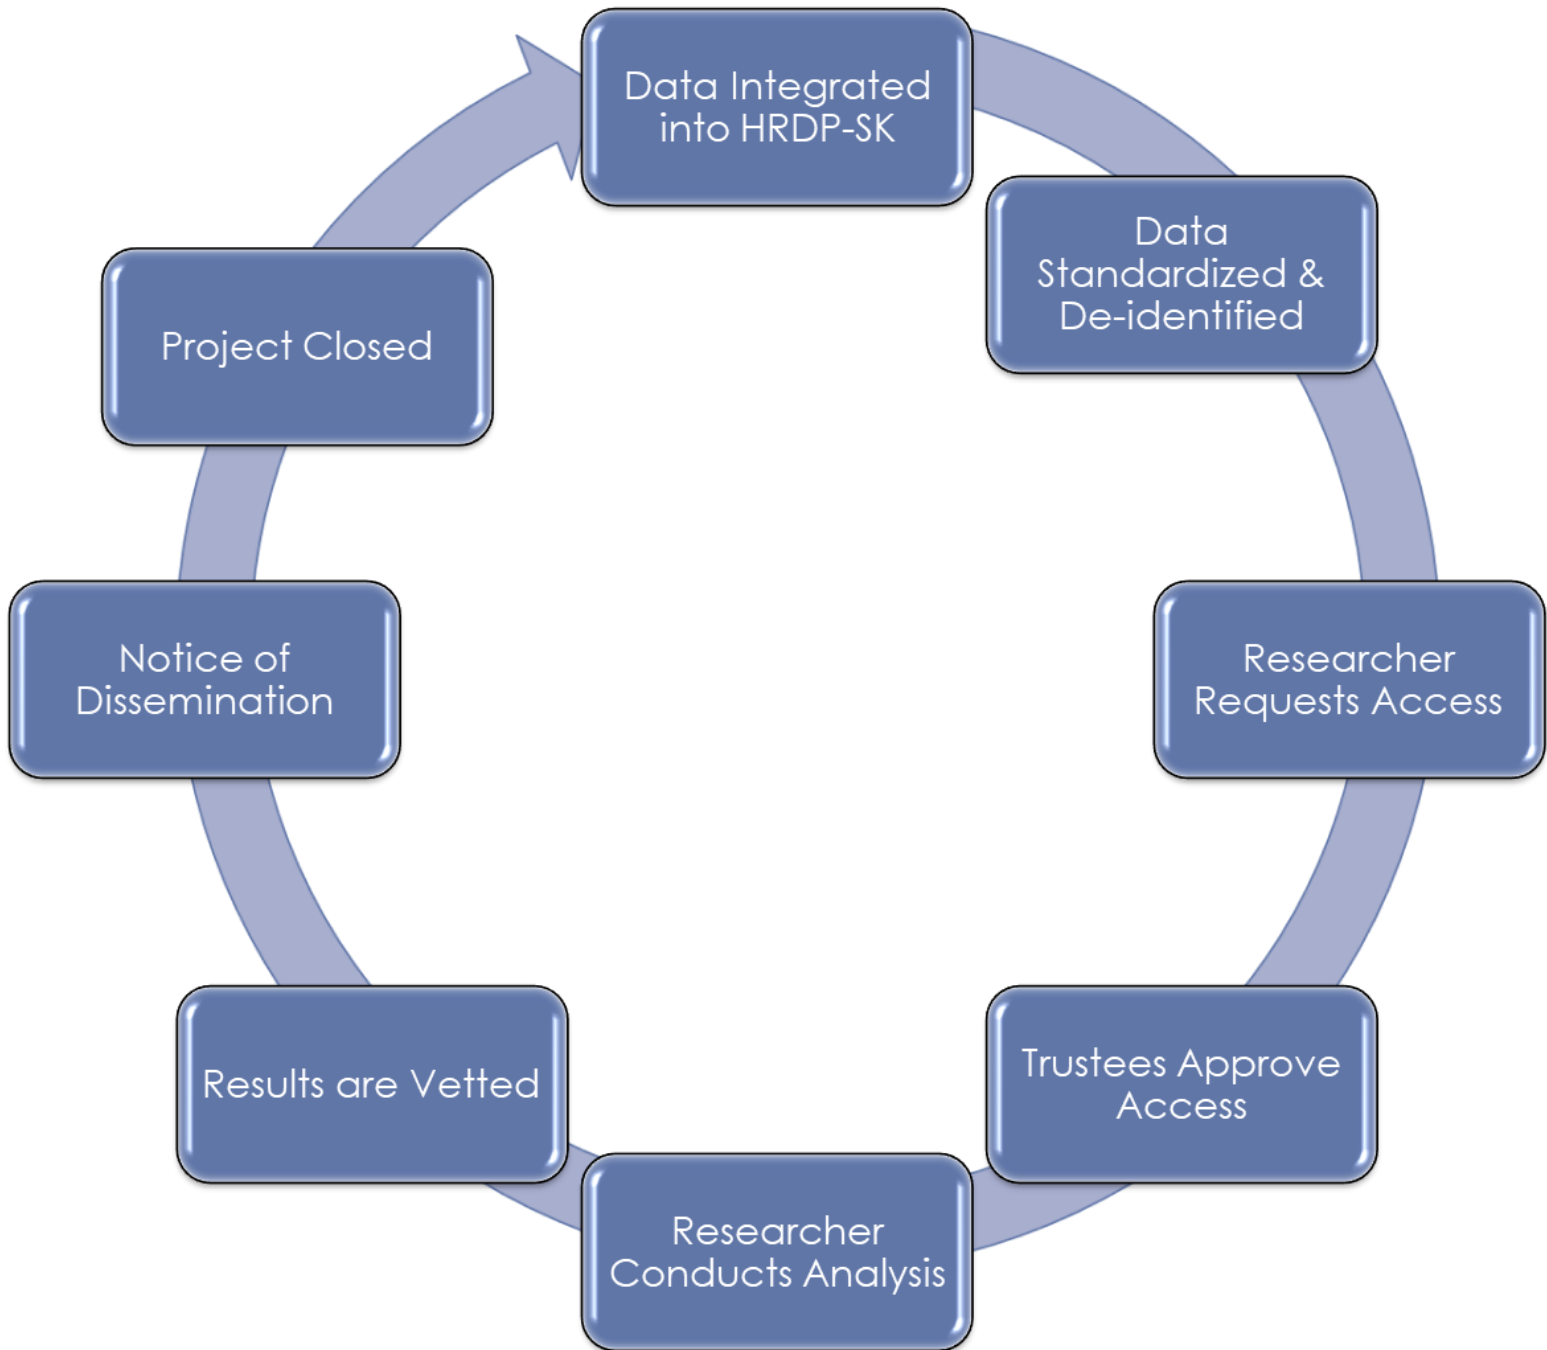 Data Integrated
into HRDP-SK
Data
Standardized &
De-identified
Researcher
Requests Access
Trustees Approve
Access
Researcher
Conducts Analysis
Results are Vetted
Notice of
Dissemination
Project Closed